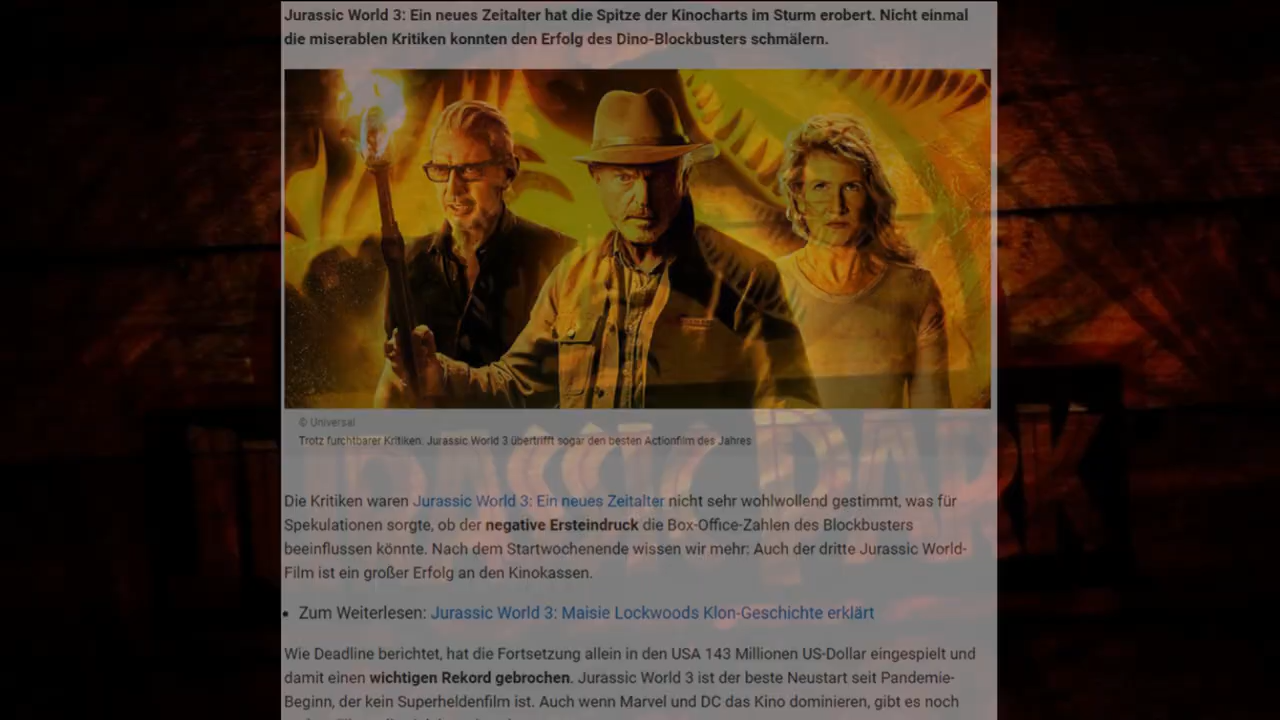 Jurassic World 3: Ein neues Zeitalter hat die Spitze der Kinocharts im Sturm erobert. Nicht einmal
die miserablen Kritiken konnten den Erfolg des Dino-Blockbusters schmälern.
© Universal
Trotz furchtbarer Kritiken: Jurassic World 3 übertrifft sogar den besten Actionfilm des Jahres
JURASSIC PARK
Die Kritiken waren Jurassic World 3: Ein neues Zeitalter nicht sehr wohlwollend gestimmt, was für
Spekulationen sorgte, ob der negative Ersteindruck die Box-Office-Zahlen des Blockbusters
beeinflussen könnte. Nach dem Startwochenende wissen wir mehr: Auch der dritte Jurassic World-
Film ist ein großer Erfolg an den Kinokassen.
• Zum Weiterlesen: Jurassic World 3: Maisie Lockwoods Klon-Geschichte erklärt
Wie Deadline berichtet, hat die Fortsetzung allein in den USA 143 Millionen US-Dollar eingespielt und
damit einen wichtigen Rekord gebrochen. Jurassic World 3 ist der beste Neustart seit Pandemie-
Beginn, der kein Superheldenfilm ist. Auch wenn Marvel und DC das Kino dominieren, gibt es noch